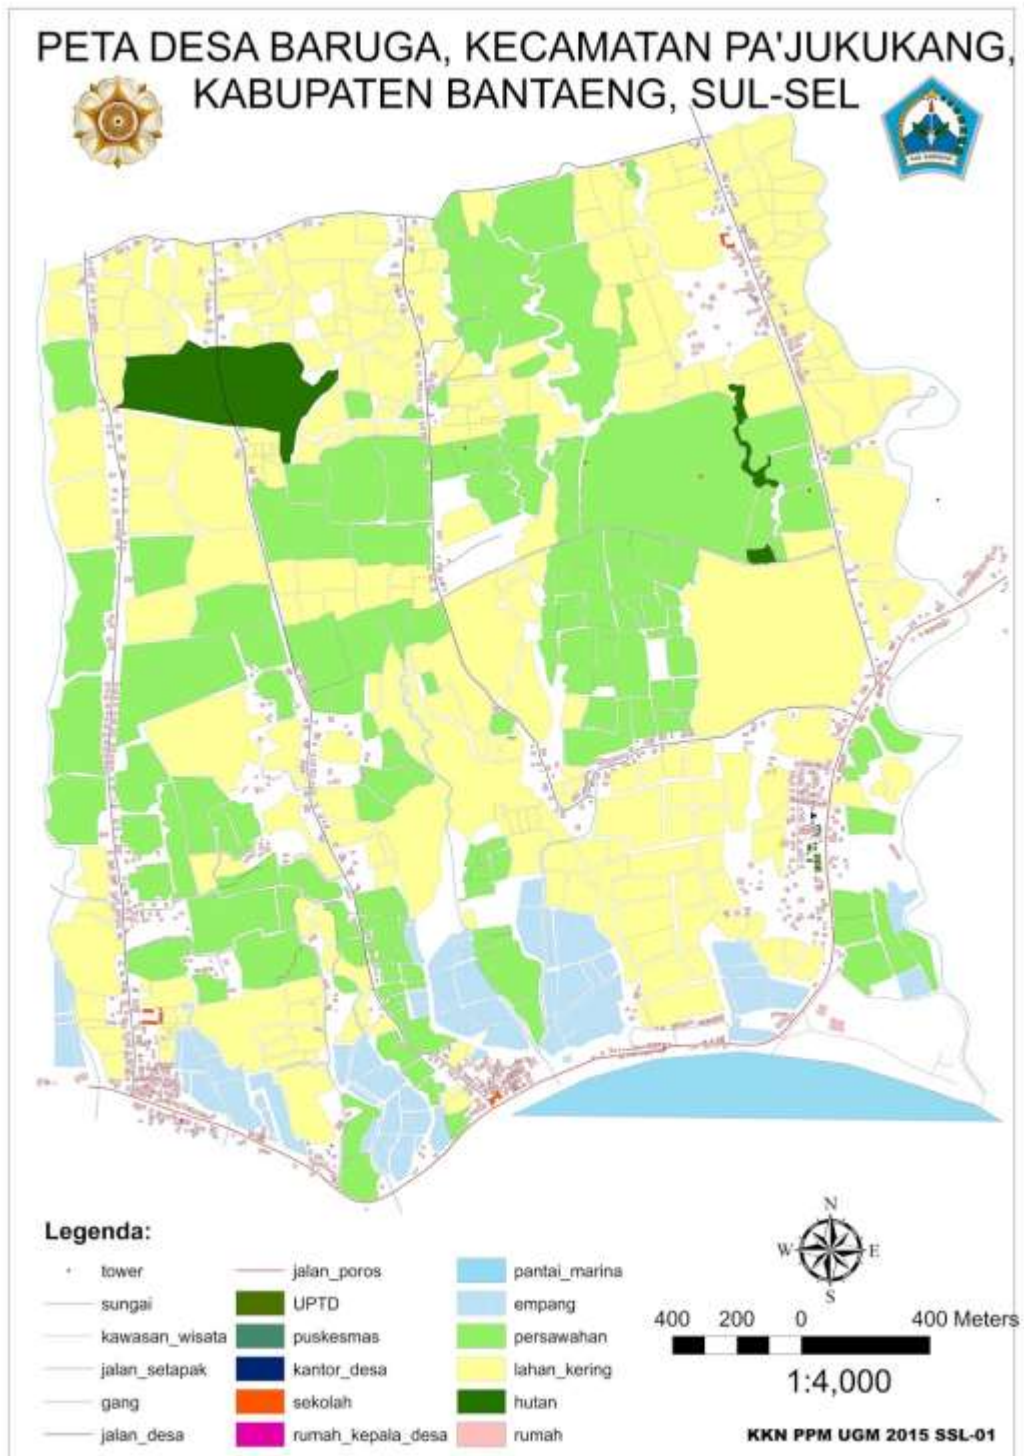 PETA DESA BARUGA, KECAMATAN PA'JUKUKANG,
KABUPATEN BANTAENG, SUL-SEL
Legenda:
tower
sungai
kawasan_wisata
jalan_setapak
gang
jalan_desa
jalan_poros
UPTD
puskesmas
kantor_desa
sekolah
rumah_kepala_desa
pantai_marina
empang
persawahan
lahan_kering
hutan
rumah
N
W E
S
400 200 0 400 Meters
1:4,000
KKN PPM UGM 2015 SSL-01